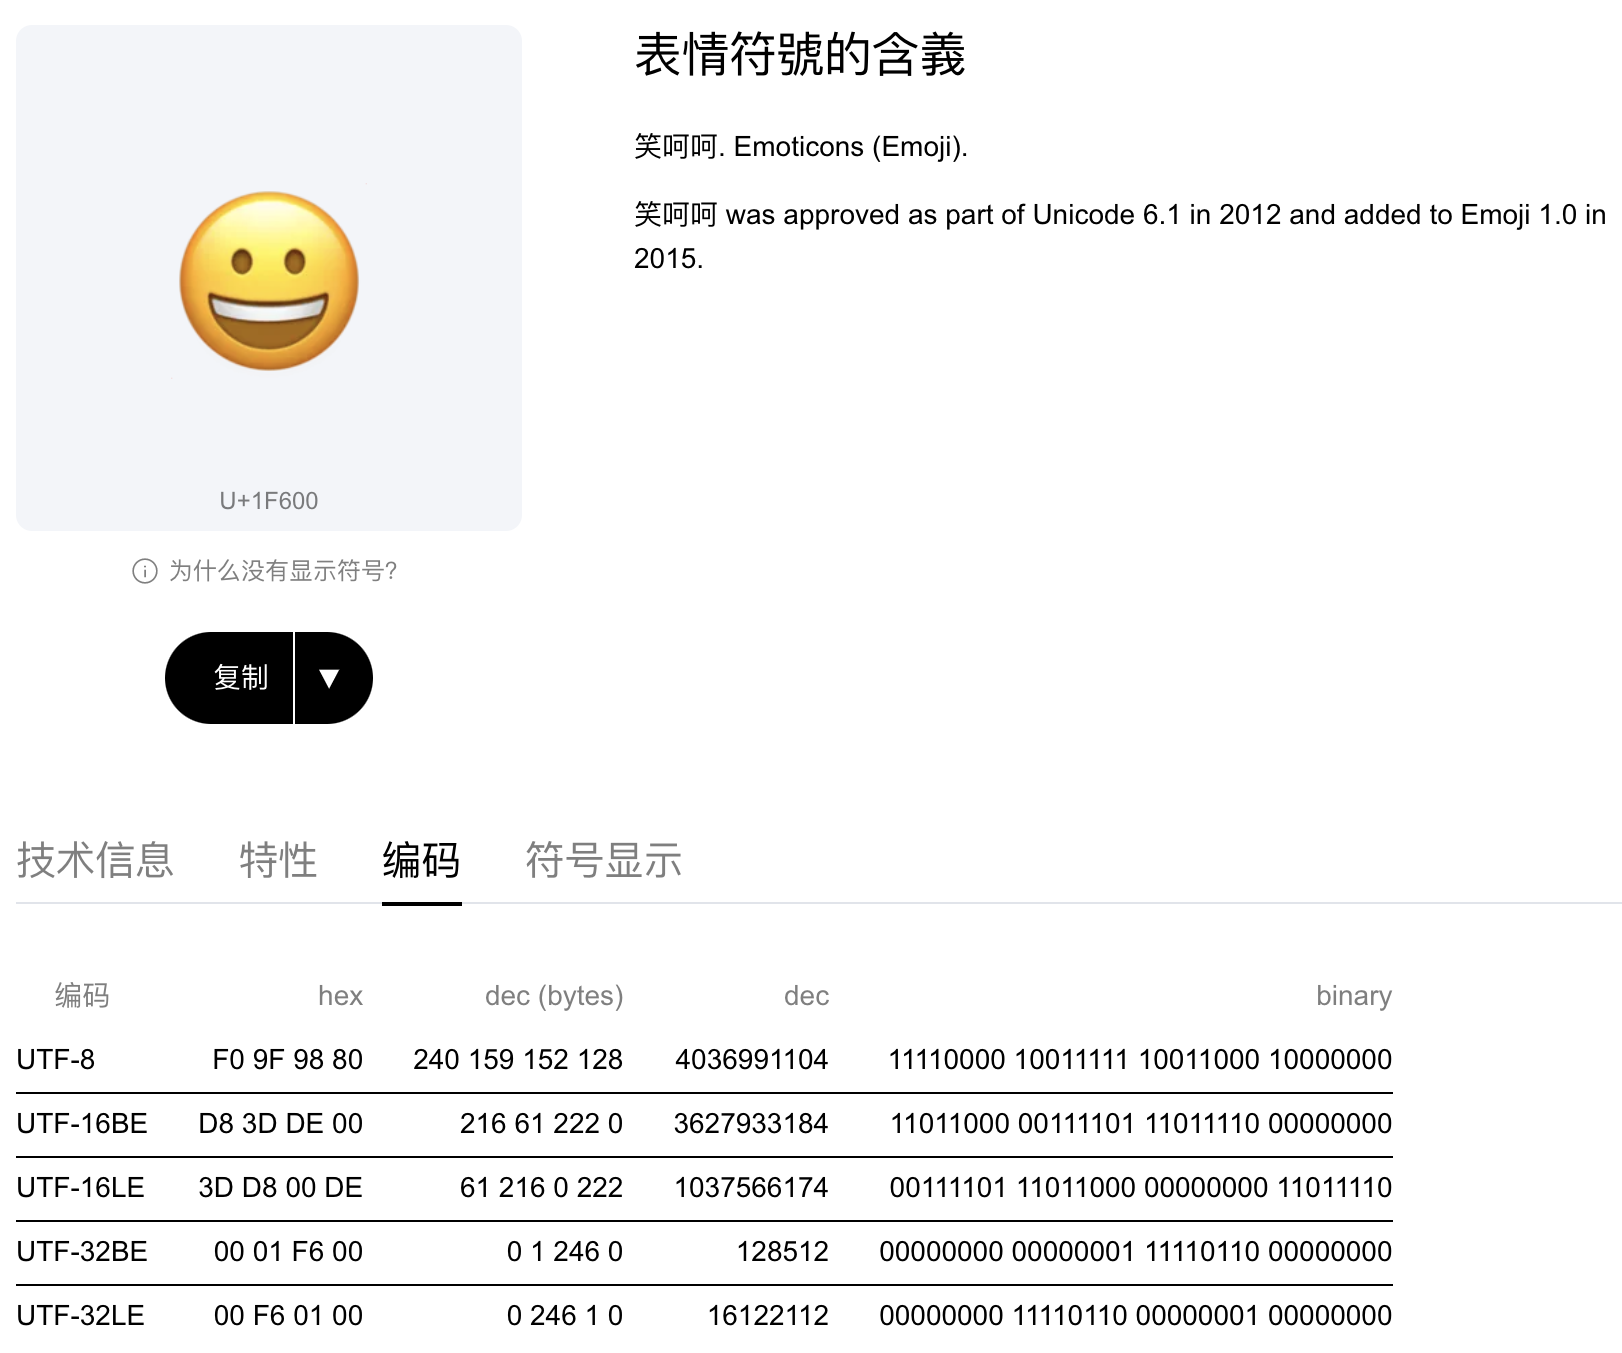 表情符號的含義
笑呵呵. Emoticons (Emoji).
笑呵呵 was approved as part of Unicode 6.1 in 2012 and added to Emoji 1.0 in
2015.
U+1F600
为什么没有显示符号?
复制 ▼
技术信息 特性 编码 符号显示
编码 hex dec (bytes) dec binary
UTF-8 F0 9F 98 80 240 159 152 128 4036991104 11110000 10011111 10011000 10000000
UTF-16BE D8 3D DE 00 216 61 222 0 3627933184 11011000 00111101 11011110 00000000
UTF-16LE 3D D8 00 DE 61 216 0 222 1037566174 00111101 11011000 00000000 11011110
UTF-32BE 00 01 F6 00 0 1 246 0 128512 00000000 00000001 11110110 00000000
UTF-32LE 00 F6 01 00 0 246 1 0 16122112 00000000 11110110 00000001 00000000